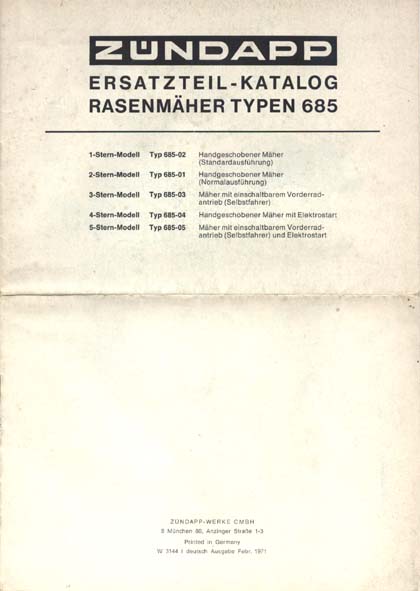 ZÜNDAPP
ERSATZTEIL-KATALOG
RASENMÄHER TYPEN 685
1-Stern-Modell Typ 685-02 Handgeschobener Mäher
(Standardausführung)
2-Stern-Modell Typ 685-01 Handgeschobener Mäher
(Normalausführung)
3-Stern-Modell Typ 685-03 Mäher mit einschaltbarem Vorderrad-
antrieb (Selbstfahrer)
4-Stern-Modell Typ 685-04 Handgeschobener Mäher mit Elektrostart
5-Stern-Modell Typ 685-05 Mäher mit einschaltbarem Vorderrad-
antrieb (Selbstfahrer) und Elektrostart
ZÜNDAPP-WERKE GMBH
8 München 80, Anzinger Straße 1-3
Printed in Germany
W 3144 I deutsch Ausgabe Febr. 1971